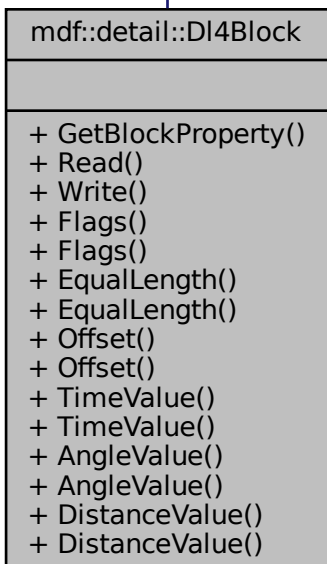 mdf::detail::Dl4Block
+ GetBlockProperty()
+ Read()
+ Write()
+ Flags()
+ Flags()
+ EqualLength()
+ EqualLength()
+ Offset()
+ Offset()
+ TimeValue()
+ TimeValue()
+ AngleValue()
+ AngleValue()
+ DistanceValue()
+ DistanceValue()